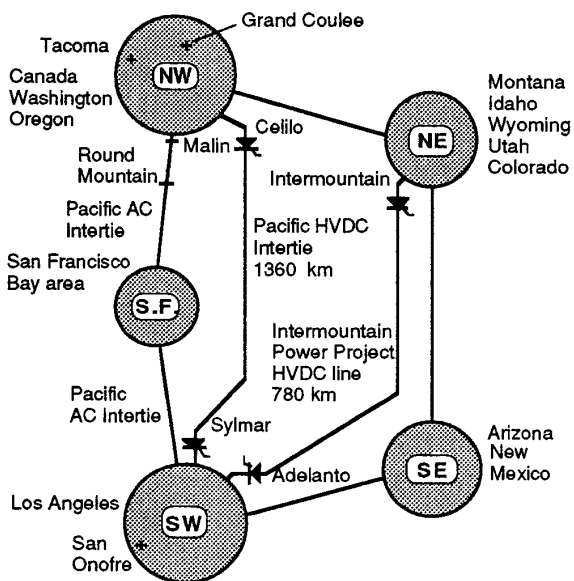 Grand Coulee
Tacoma
NW
Canada
Washington
Oregon
Montana
Idaho
Wyoming
Utah
Colorado
NE
Celilo
Malin
Round
Mountain
Intermountain
Pacific AC
Intertie
Pacific HVDC
Intertie
1360 km
San Francisco
Bay area
S.F.
Intermountain
Power Project
HVDC line
780 km
Pacific
AC Intertie
Sylmar
Adelanto
Arizona
New
Mexico
SE
Los Angeles
SW
San
Onofre